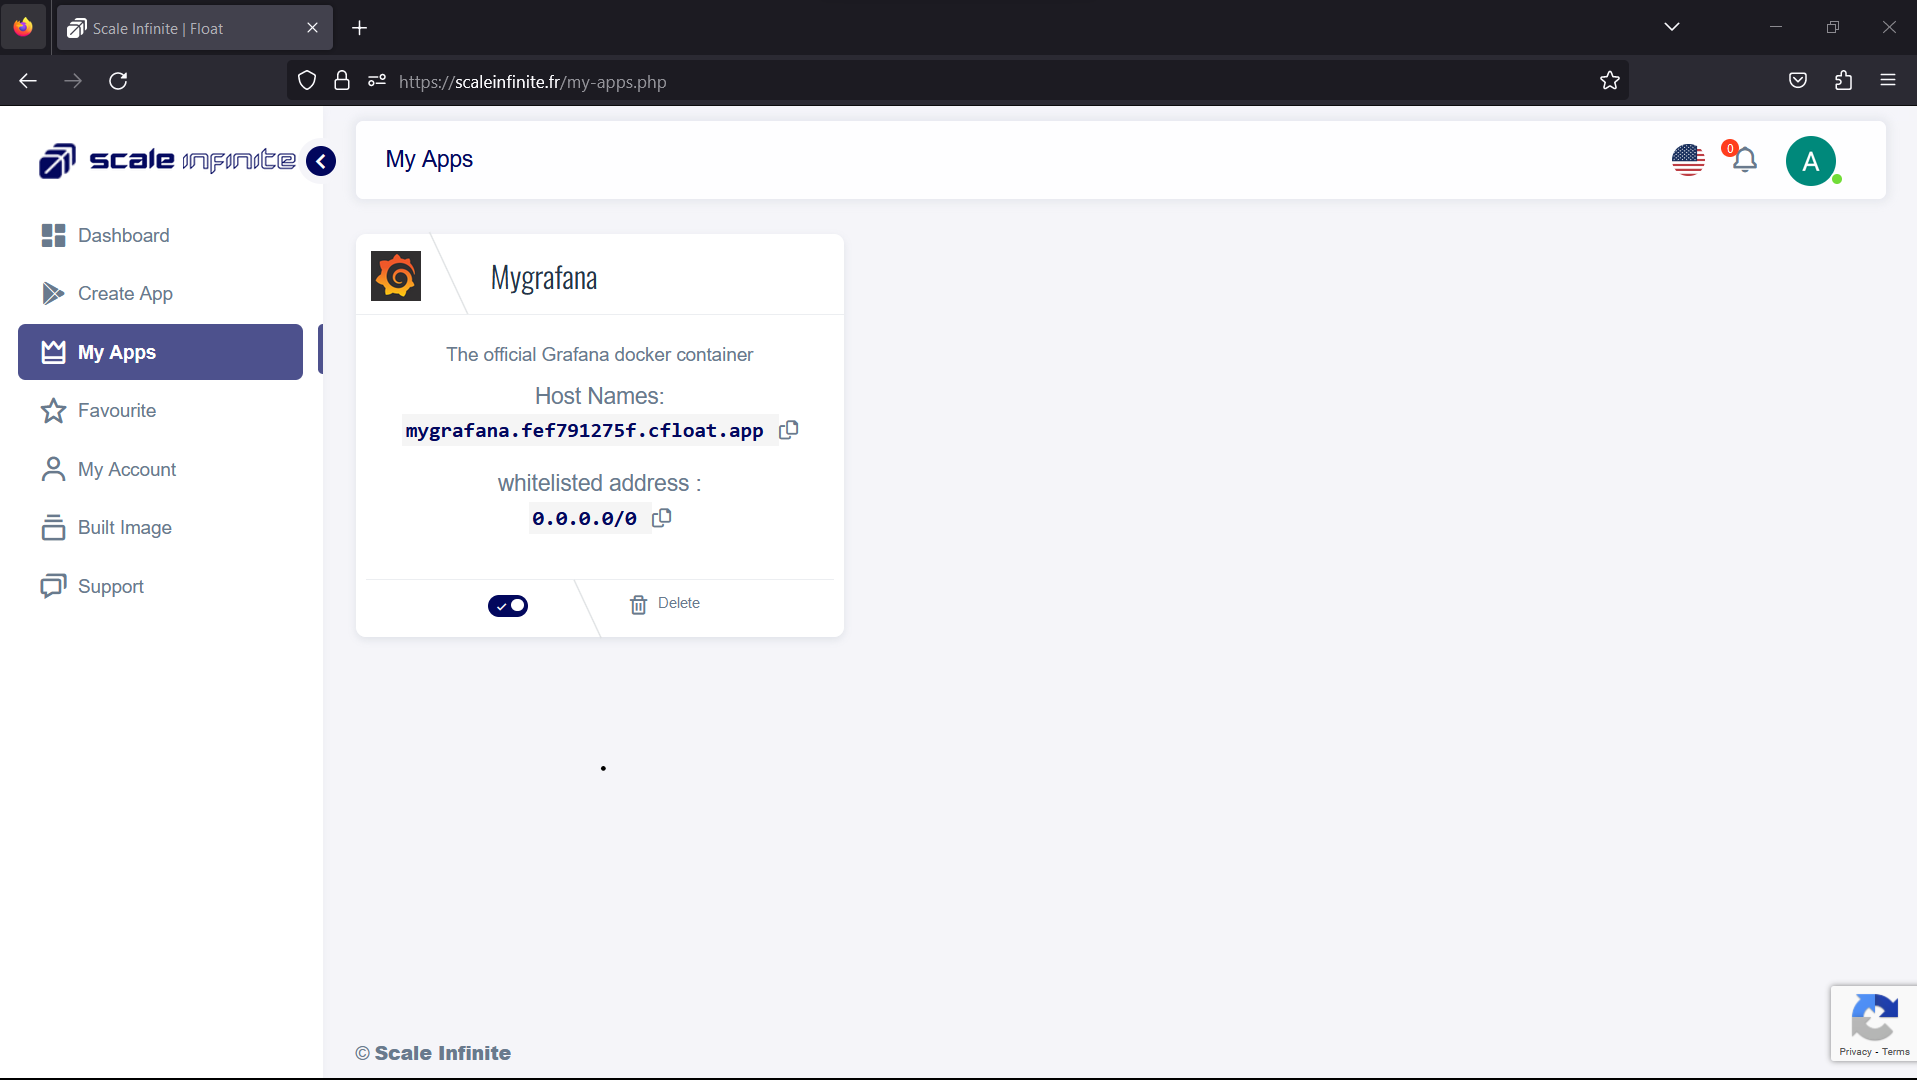 Scale Infinite | Float
https://scaleinfinite.fr/my-apps.php
scale infinite
My Apps
0
A
Dashboard
Create App
My Apps
Favourite
My Account
Built Image
Support
Mygrafana
The official Grafana docker container
Host Names:
mygrafana.fef791275f.cfloat.app
whitelisted address :
0.0.0.0/0
Delete
© Scale Infinite
Privacy - Terms